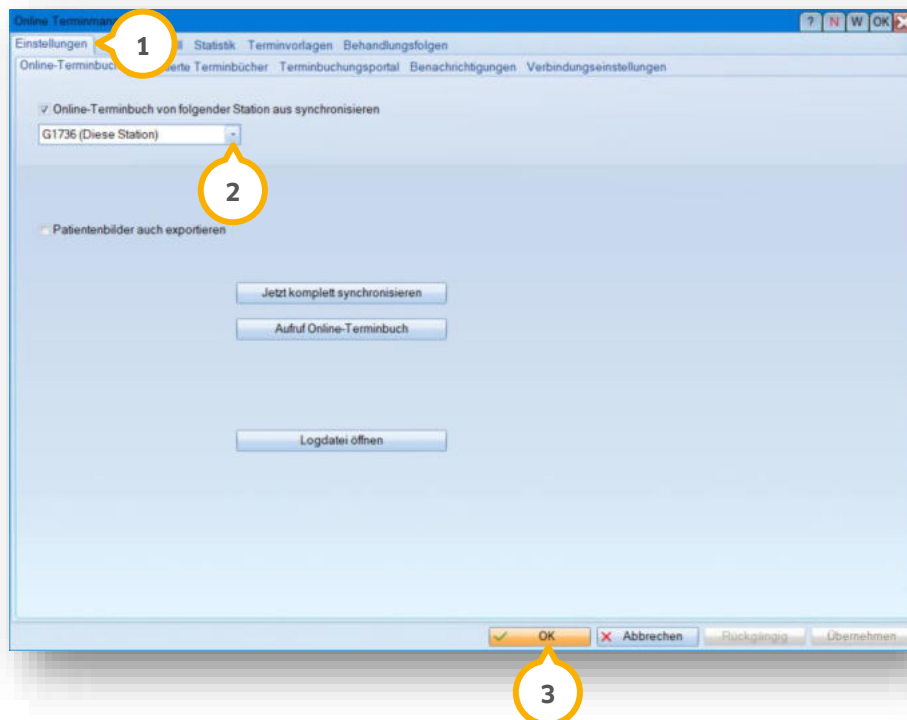 Online Terminman
? N W OK
Einstellungen Statistik Terminvorlagen Behandlungsfolgen
1
Online-Terminbuch Terminbücher Terminbuchungsportal Benachrichtigungen Verbindungseinstellungen
Online-Terminbuch von folgender Station aus synchronisieren
G1736 (Diese Station)
2
Patientenbilder auch exportieren
Jetzt komplett synchronisieren
Aufruf Online-Terminbuch
Logdatei öffnen
OK Abbrechen Rückgängig Übernehmen
3